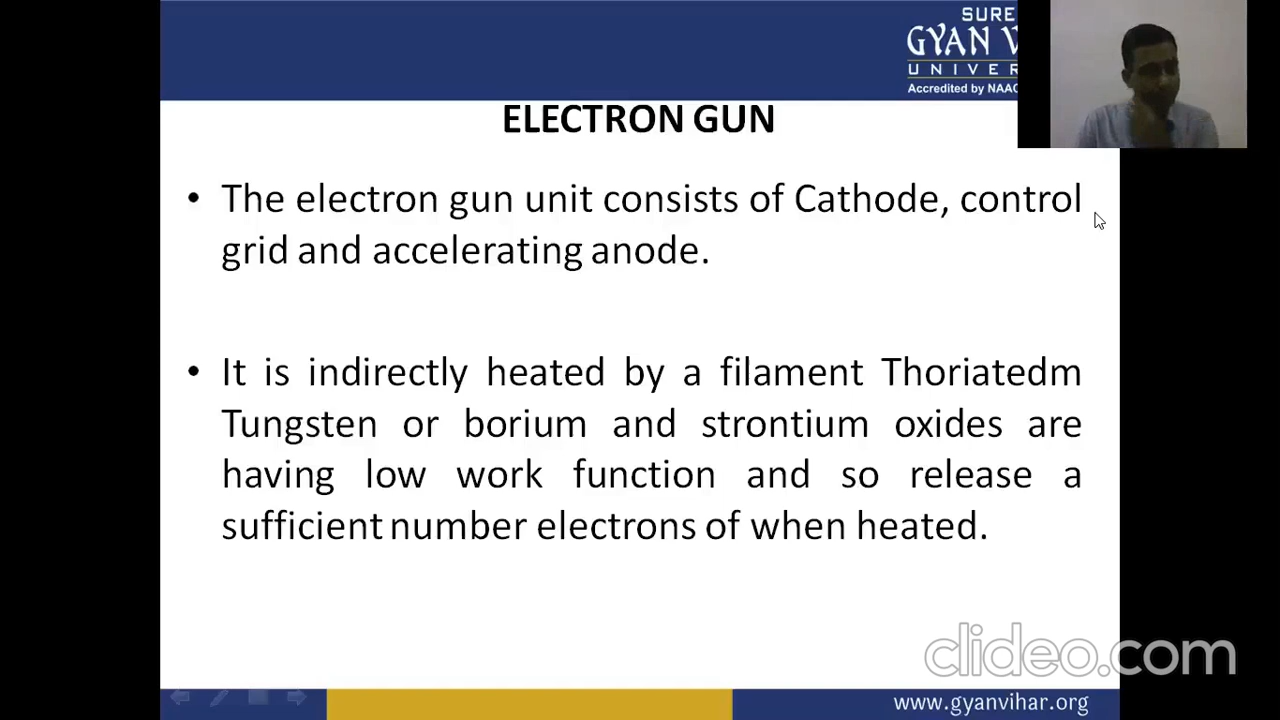 SURE
GYAN V
UNIVER
Accredited by NAAC
ELECTRON GUN
• The electron gun unit consists of Cathode, control
grid and accelerating anode.
• It is indirectly heated by a filament Thoriatedm
Tungsten or borium and strontium oxides are
having low work function and so release a
sufficient number electrons of when heated.
clideo.com
www.gyanvihar.org